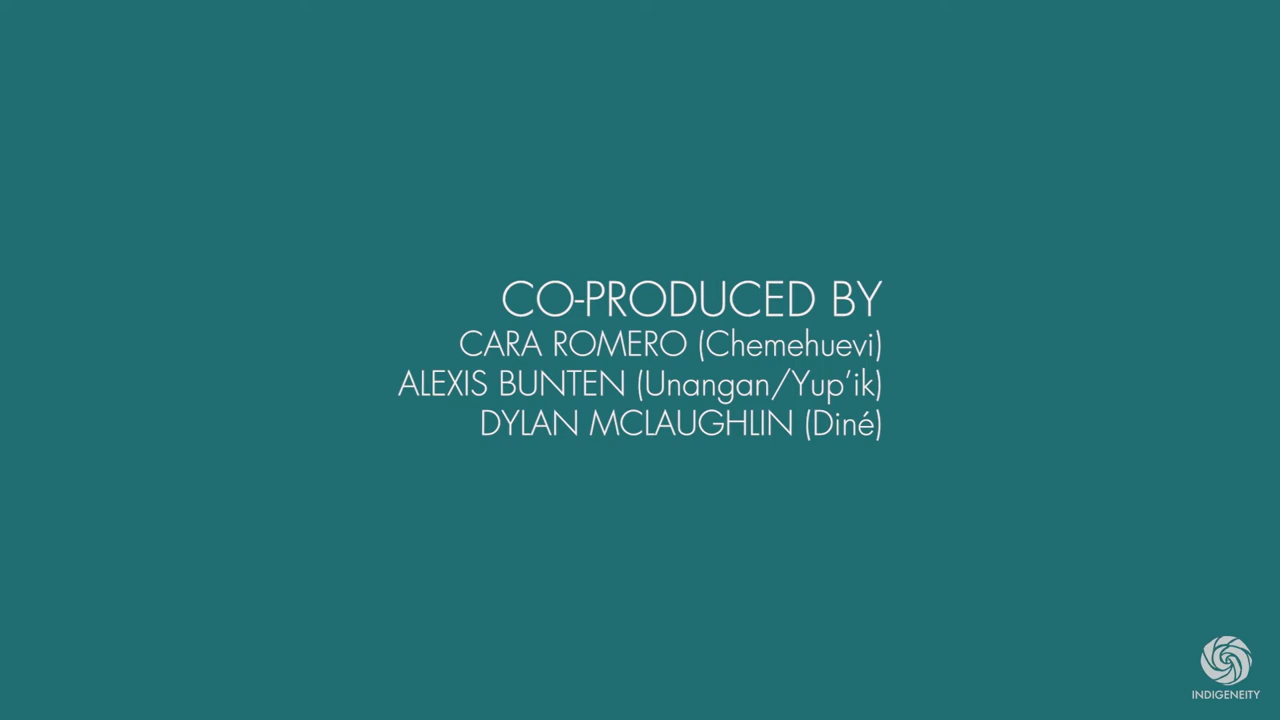 CO-PRODUCED BY
CARA ROMERO (Chemehuevi)
ALEXIS BUNTEN (Unangan/Yup’ik)
DYLAN MCLAUGHLIN (Diné)
INDIGENEITY